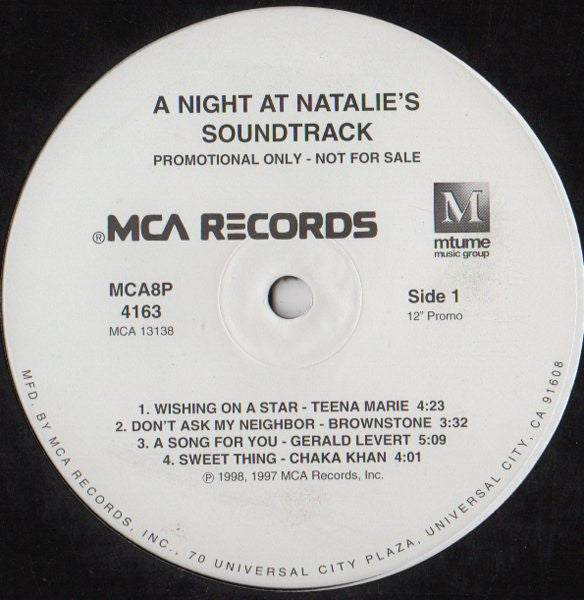 A NIGHT AT NATALIE'S
SOUNDTRACK
PROMOTIONAL ONLY - NOT FOR SALE
®MCA RECORDS
M
mtume
music group
MCA8P
4163
MCA 13138
Side 1
12" Promo
1. WISHING ON A STAR - TEENA MARIE 4:23
2. DON'T ASK MY NEIGHBOR - BROWNSTONE 3:32
3. A SONG FOR YOU - GERALD LEVERT 5:09
4. SWEET THING - CHAKA KHAN 4:01
℗ 1998, 1997 MCA Records, Inc.
MFD. BY MCA RECORDS, INC., 70 UNIVERSAL CITY PLAZA, UNIVERSAL CITY, CA 91608